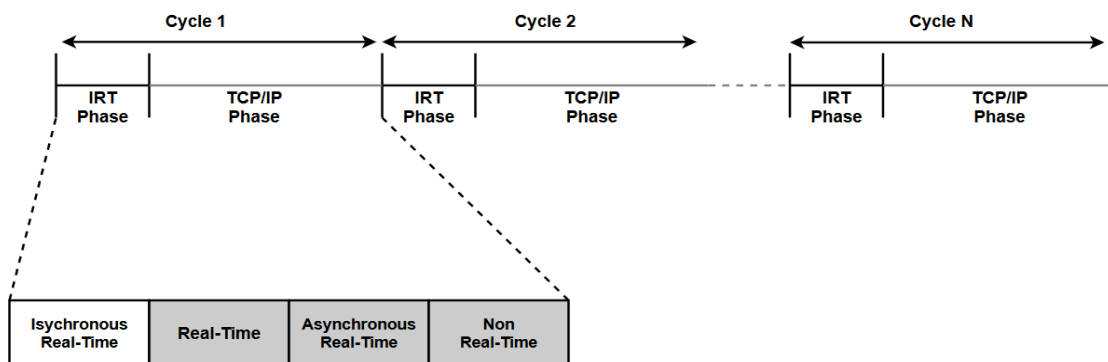 Cycle 1
Cycle 2
Cycle N
IRT
Phase
TCP/IP
Phase
IRT
Phase
TCP/IP
Phase
IRT
Phase
TCP/IP
Phase
Isychronous
Real-Time
Real-Time
Asynchronous
Real-Time
Non
Real-Time